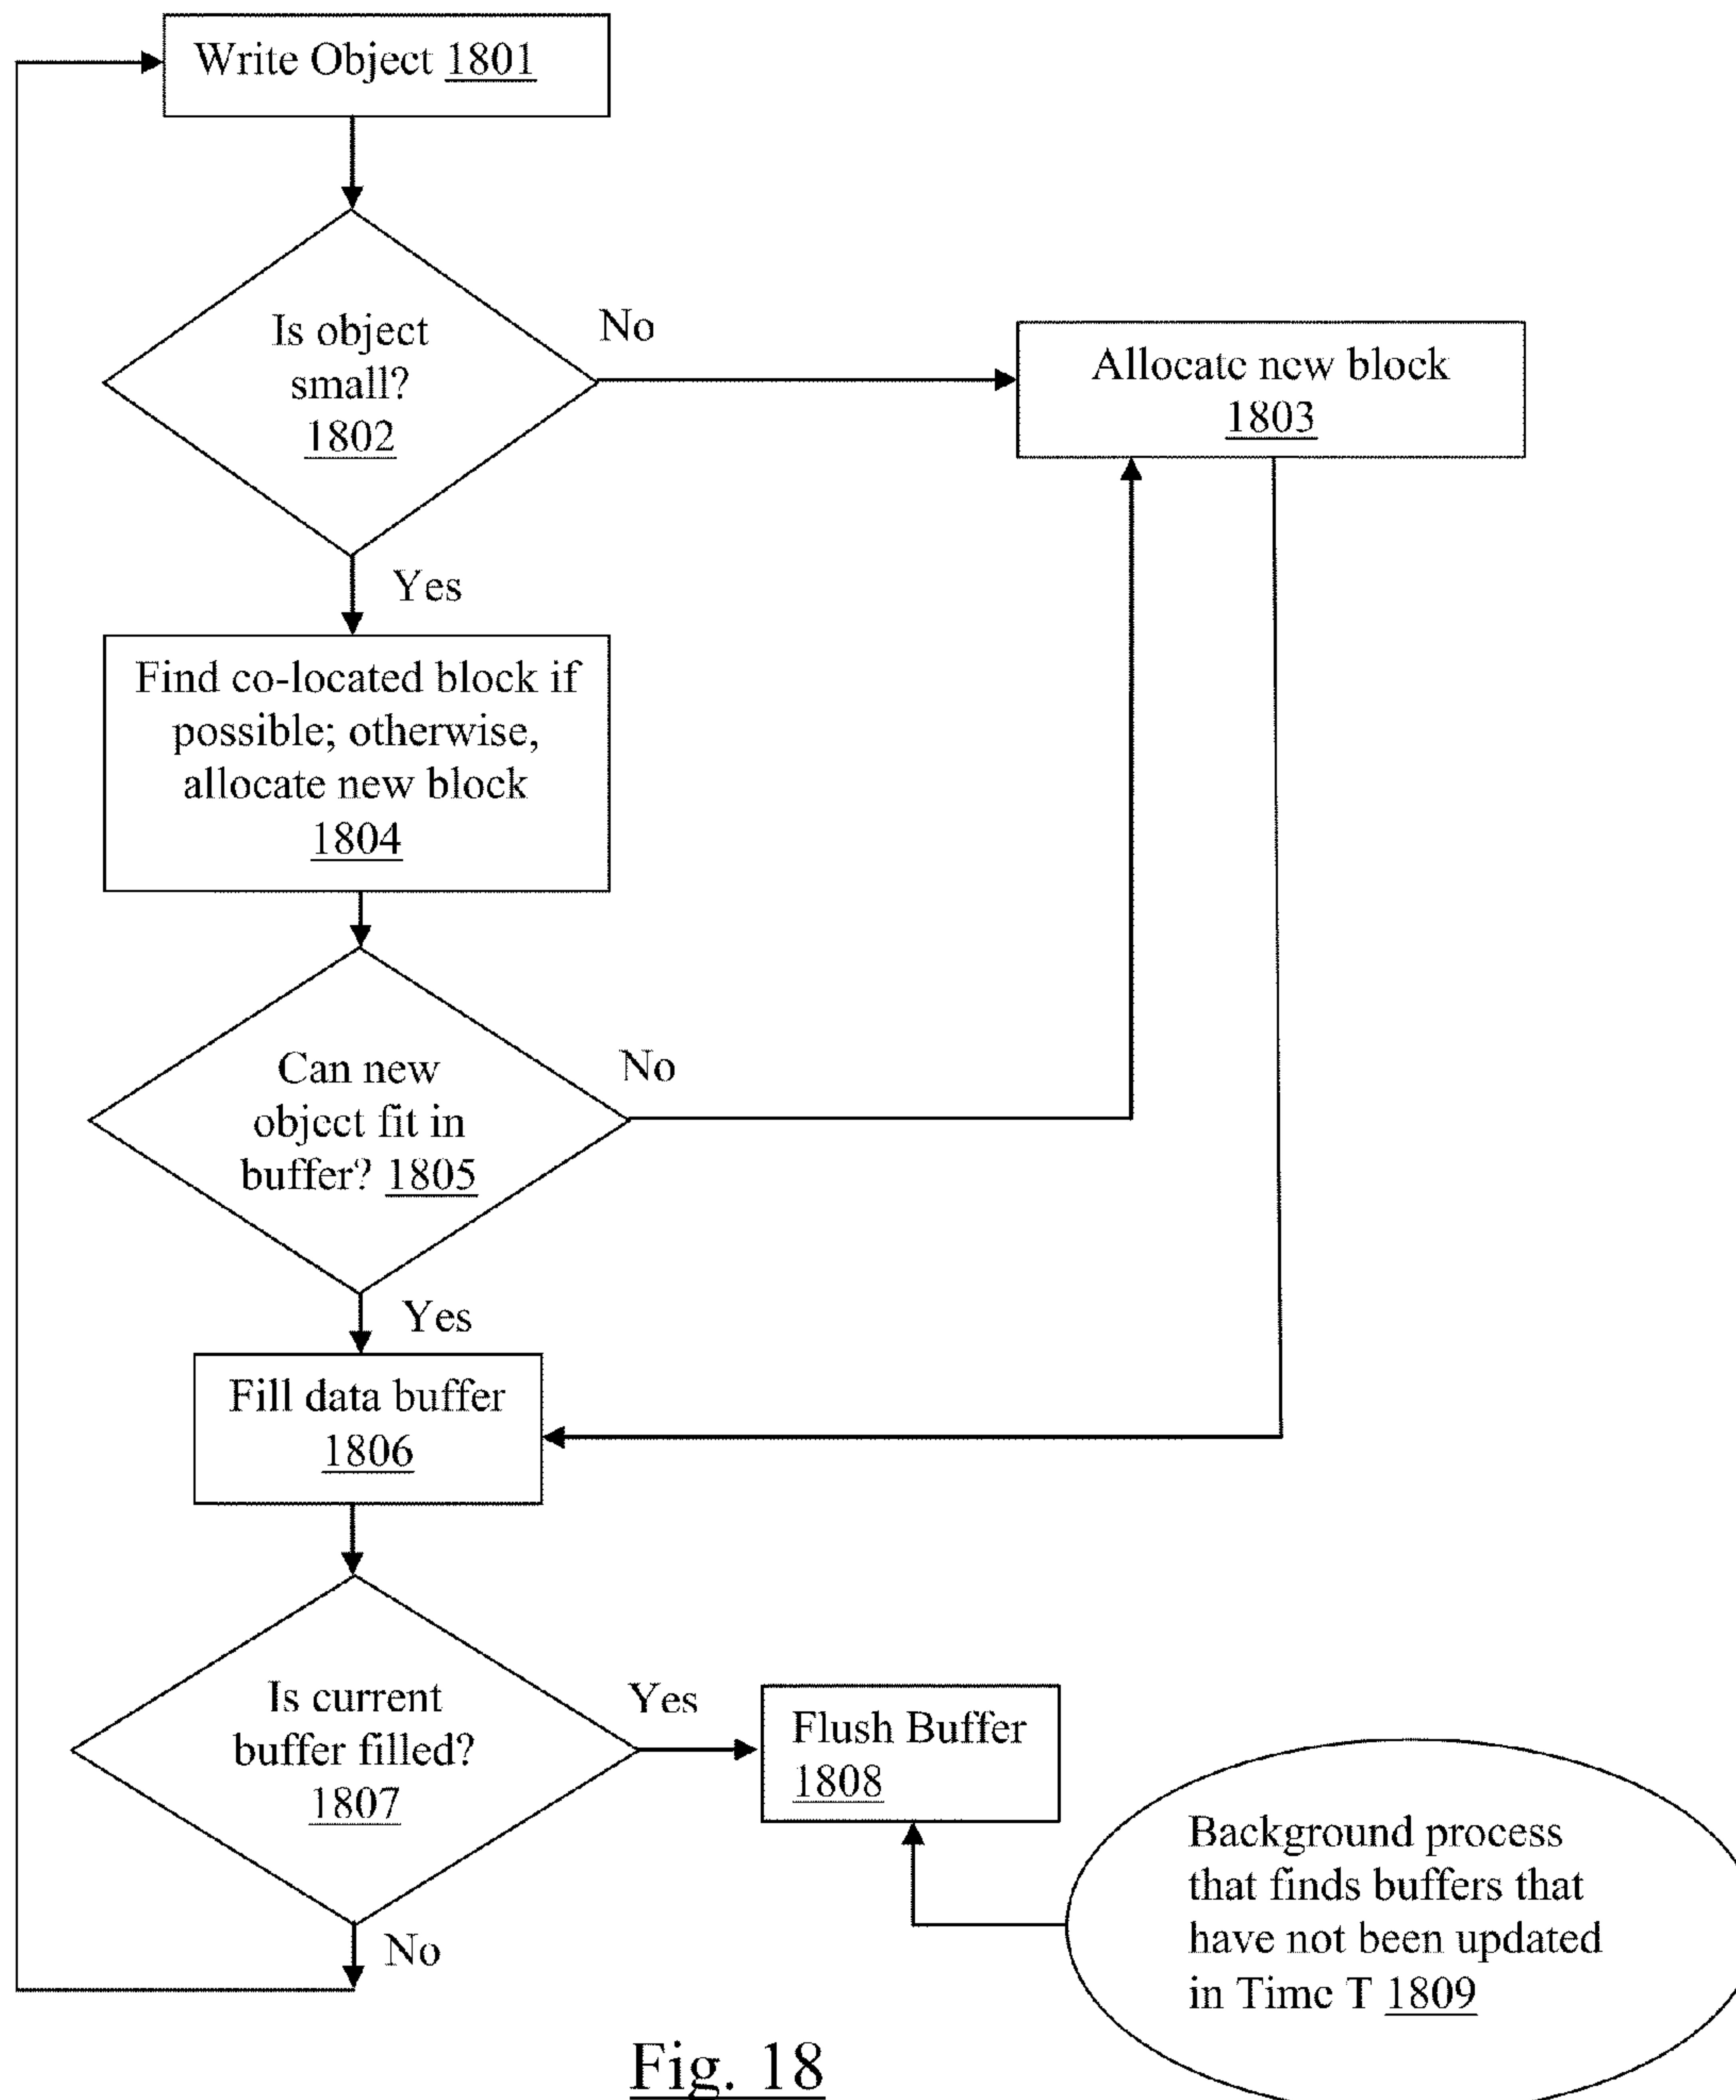 Write Object 1801
Is object
small?
1802
No
Allocate new block
1803
Yes
Find co-located block if
possible; otherwise,
allocate new block
1804
Can new
object fit in
buffer? 1805
No
Yes
Fill data buffer
1806
Is current
buffer filled?
1807
Yes
Flush Buffer
1808
No
Background process
that finds buffers that
have not been updated
in Time T 1809
Fig. 18